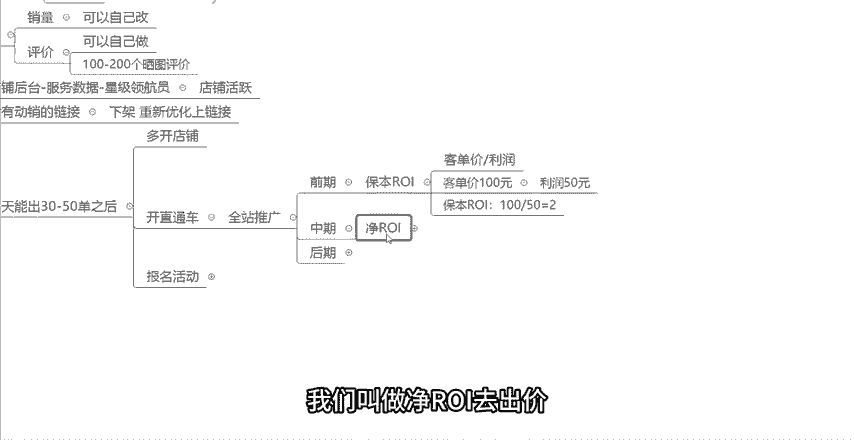 销量
可以自己改
评价
可以自己做
100-200个晒图评价
铺后台-服务数据-星级领航员
店铺活跃
有动销的链接
下架 重新优化上链接
天能出30-50单之后
多开店铺
开直通车
全站推广
前期
保本ROI
客单价/利润
客单价100元
利润50元
保本ROI：100/50=2
中期
净ROI
后期
报名活动
我们叫做净ROI去出价